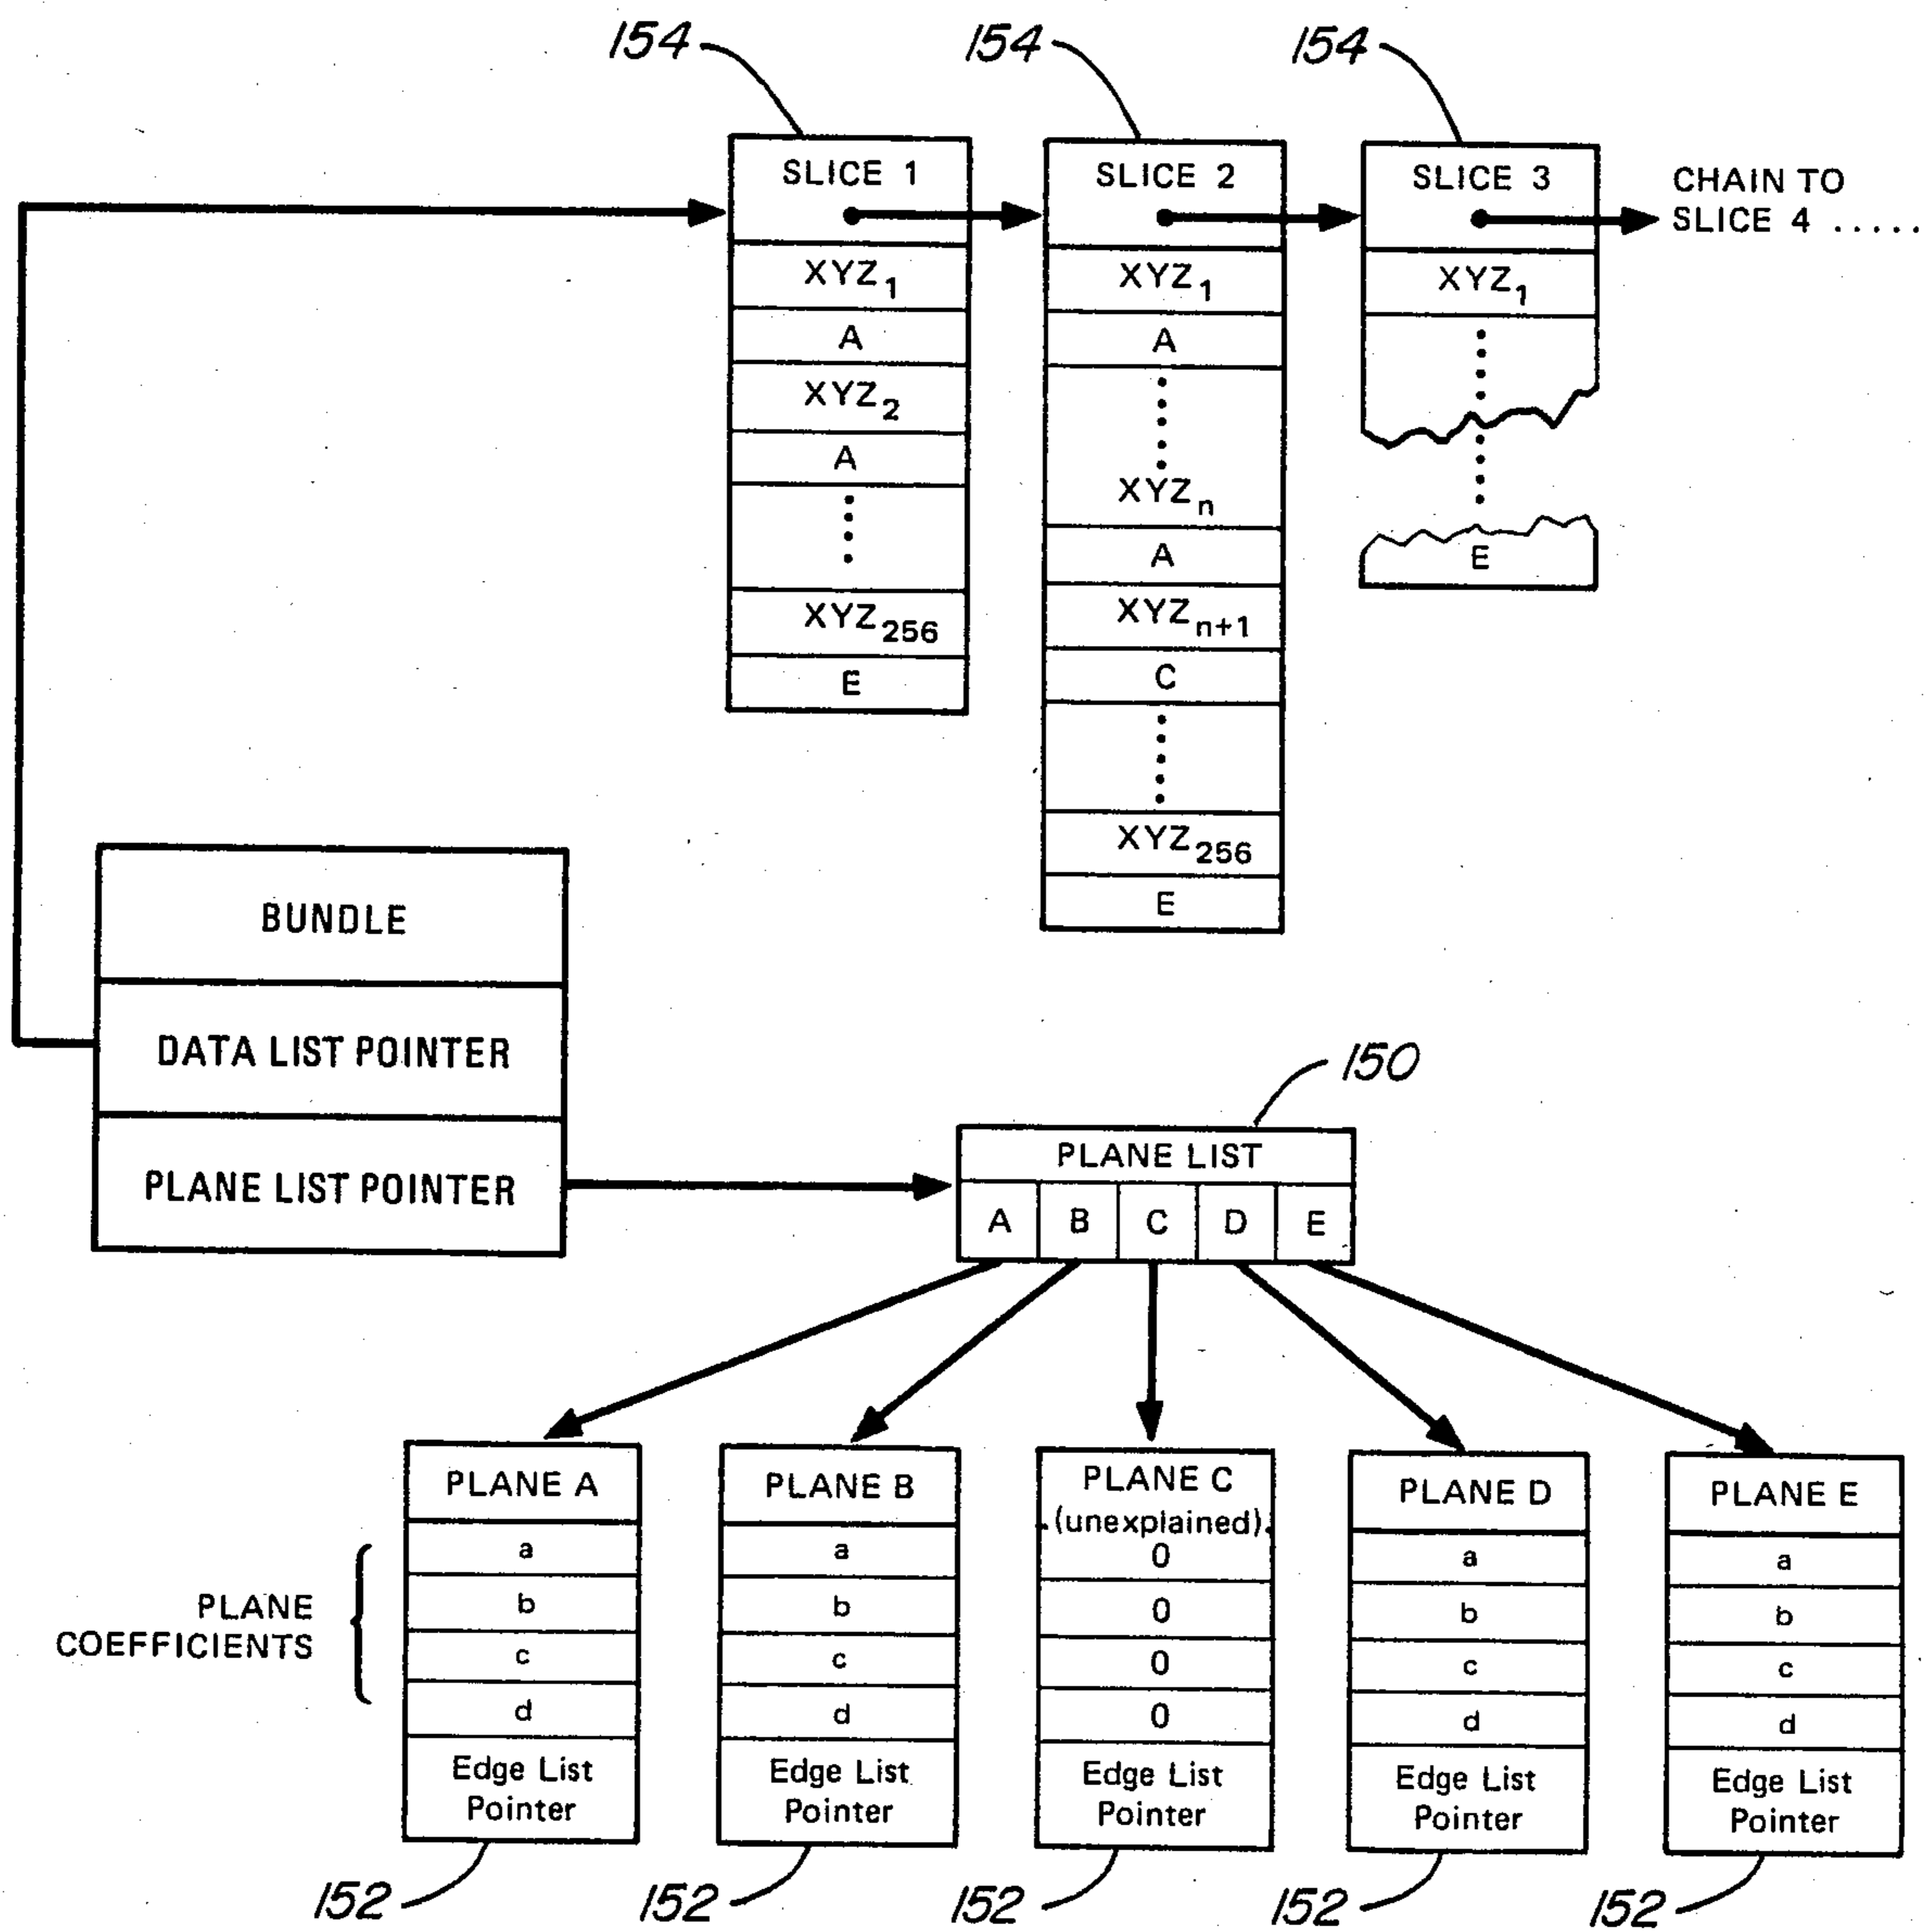 154 154 154
SLICE 1
XYZ1
A
XYZ2
A
XYZ256
E
SLICE 2
XYZ1
A
XYZn
A
XYZn+1
C
XYZ256
E
SLICE 3
XYZ1
E
CHAIN TO
SLICE 4 .....
BUNDLE
DATA LIST POINTER
PLANE LIST POINTER
150
PLANE LIST
A B C D E
PLANE
COEFFICIENTS
PLANE A
a
b
c
d
Edge List
Pointer
PLANE B
a
b
c
d
Edge List
Pointer
PLANE C
(unexplained)
0
0
0
0
Edge List
Pointer
PLANE D
a
b
c
d
Edge List
Pointer
PLANE E
a
b
c
d
Edge List
Pointer
152 152 152 152 152